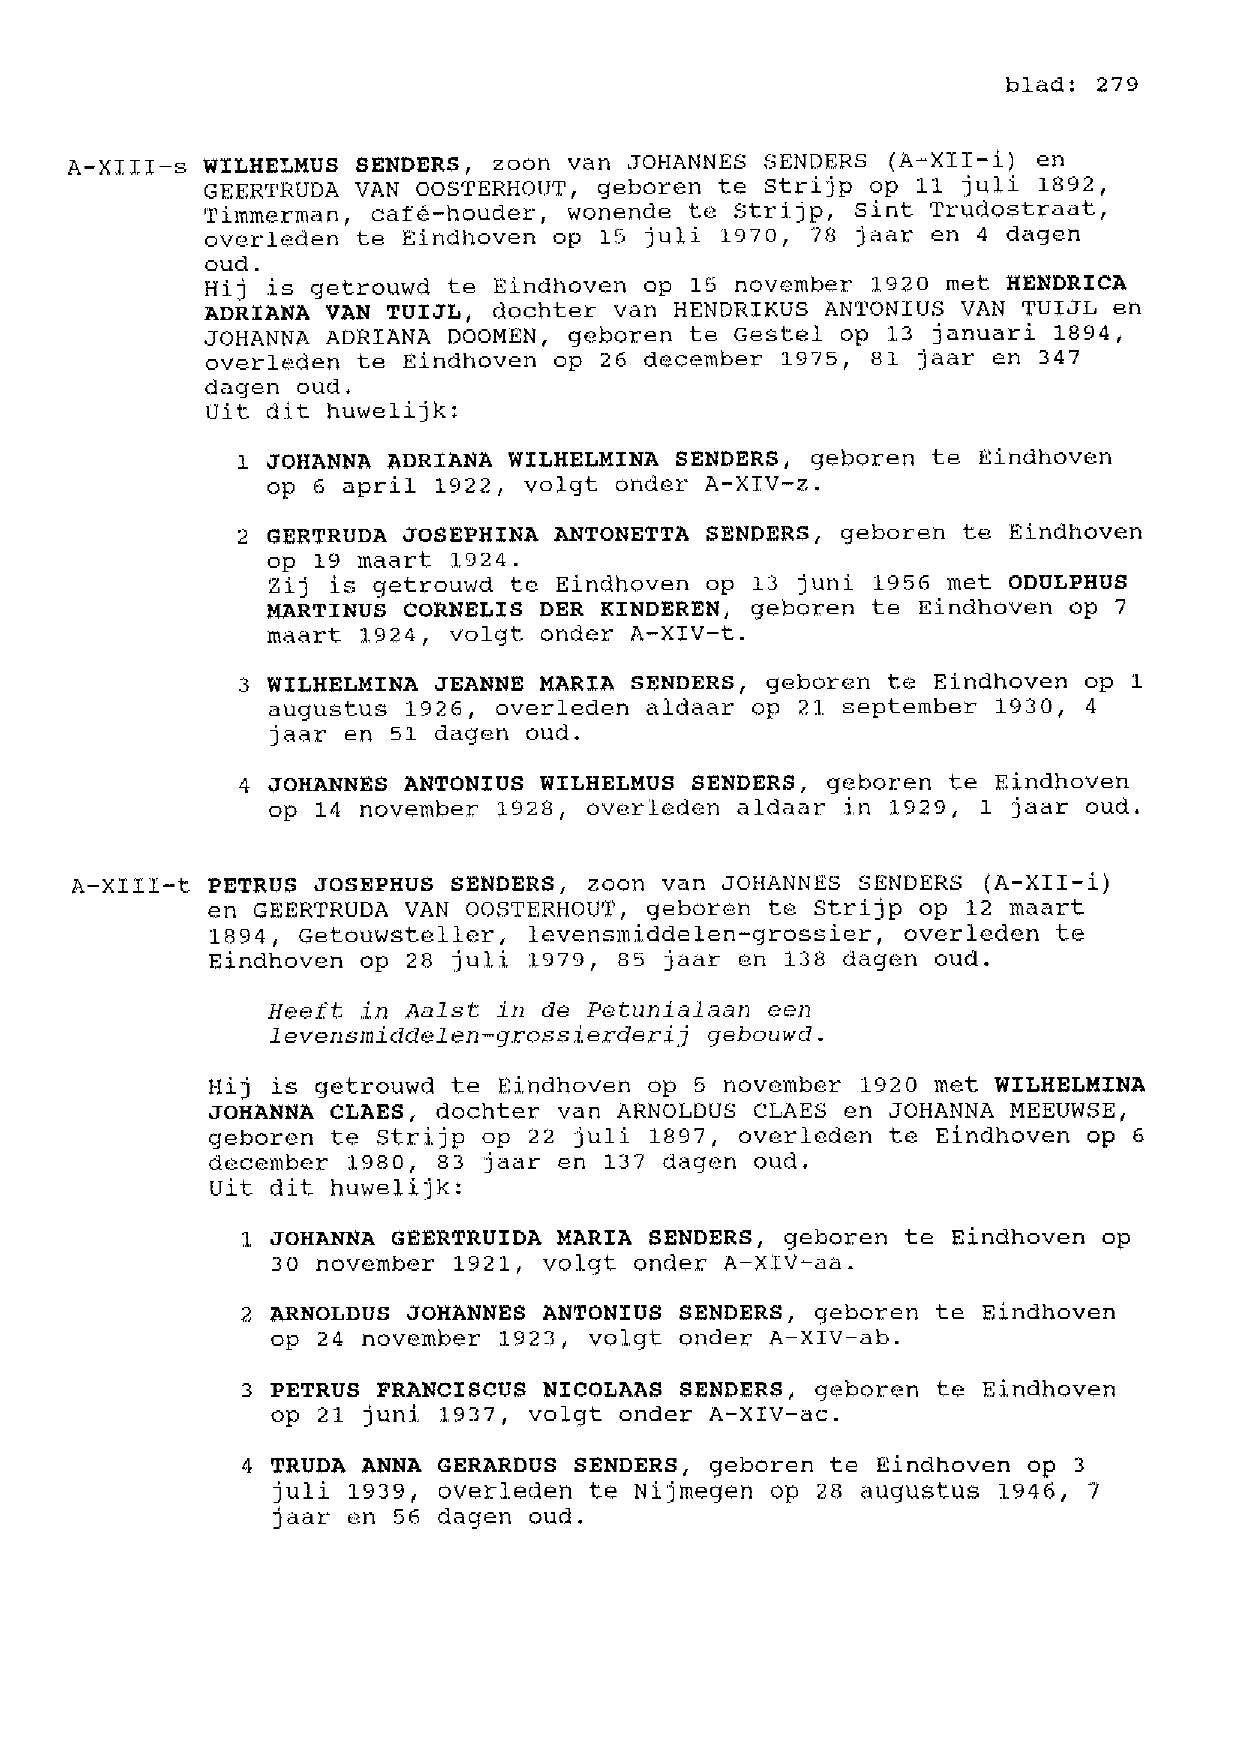 blad: 279
A-XIII-s WILHELMUS SENDERS, zoon van JOHANNES SENDERS (A-XII-i) en
GEERTRUDA VAN OOSTERHOUT, geboren te Strijp op 11 juli 1892,
Timmerman, café-houder, wonende te Strijp, Sint Trudostraat,
overleden te Eindhoven op 15 juli 1970, 78 jaar en 4 dagen
oud.
Hij is getrouwd te Eindhoven op 15 november 1920 met HENDRICA
ADRIANA VAN TUIJL, dochter van HENDRIKUS ANTONIUS VAN TUIJL en
JOHANNA ADRIANA DOOMEN, geboren te Gestel op 13 januari 1894,
overleden te Eindhoven op 26 december 1975, 81 jaar en 347
dagen oud.
Uit dit huwelijk:
1 JOHANNA ADRIANA WILHELMINA SENDERS, geboren te Eindhoven
op 6 april 1922, volgt onder A-XIV-z.
2 GERTRUDA JOSEPHINA ANTONETTA SENDERS, geboren te Eindhoven
op 19 maart 1924.
Zij is getrouwd te Eindhoven op 13 juni 1956 met ODULPHUS
MARTINUS CORNELIS DER KINDEREN, geboren te Eindhoven op 7
maart 1924, volgt onder A-XIV-t.
3 WILHELMINA JEANNE MARIA SENDERS, geboren te Eindhoven op 1
augustus 1926, overleden aldaar op 21 september 1930, 4
jaar en 51 dagen oud.
4 JOHANNES ANTONIUS WILHELMUS SENDERS, geboren te Eindhoven
op 14 november 1928, overleden aldaar in 1929, 1 jaar oud.
A-XIII-t PETRUS JOSEPHUS SENDERS, zoon van JOHANNES SENDERS (A-XII-i)
en GEERTRUDA VAN OOSTERHOUT, geboren te Strijp op 12 maart
1894, Getouwsteller, levensmiddelen-grossier, overleden te
Eindhoven op 28 juli 1979, 85 jaar en 138 dagen oud.
Heeft in Aalst in de Petunialaan een
levensmiddelen-grossierderij gebouwd.
Hij is getrouwd te Eindhoven op 5 november 1920 met WILHELMINA
JOHANNA CLAES, dochter van ARNOLDUS CLAES en JOHANNA MEEUWSE,
geboren te Strijp op 22 juli 1897, overleden te Eindhoven op 6
december 1980, 83 jaar en 137 dagen oud.
Uit dit huwelijk:
1 JOHANNA GEERTRUIDA MARIA SENDERS, geboren te Eindhoven op
30 november 1921, volgt onder A-XIV-aa.
2 ARNOLDUS JOHANNES ANTONIUS SENDERS, geboren te Eindhoven
op 24 november 1923, volgt onder A-XIV-ab.
3 PETRUS FRANCISCUS NICOLAAS SENDERS, geboren te Eindhoven
op 21 juni 1937, volgt onder A-XIV-ac.
4 TRUDA ANNA GERARDUS SENDERS, geboren te Eindhoven op 3
juli 1939, overleden te Nijmegen op 28 augustus 1946, 7
jaar en 56 dagen oud.